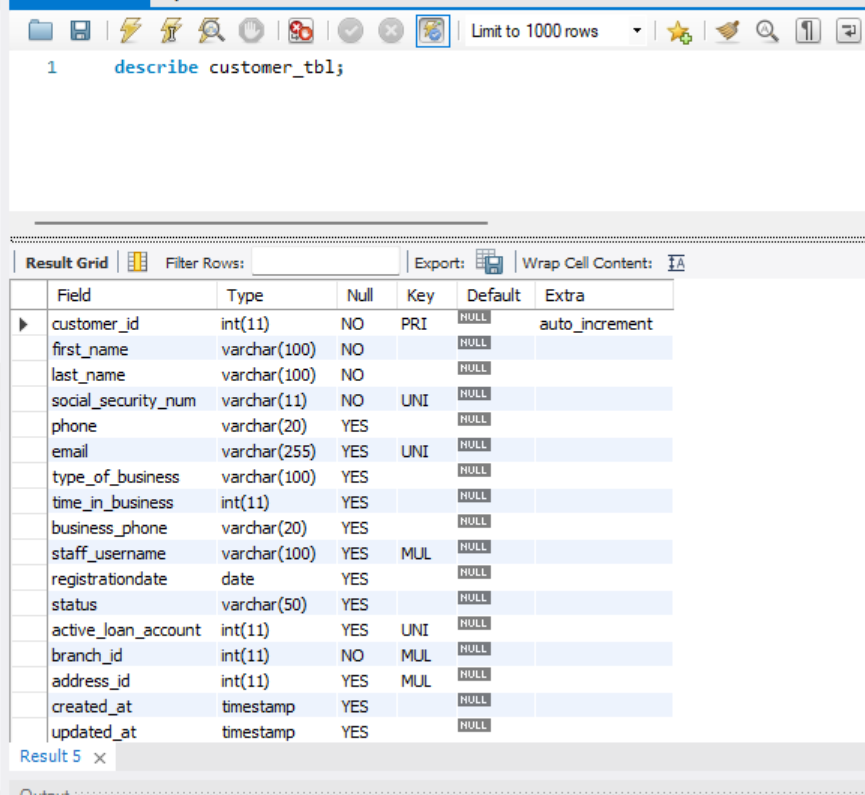 Limit to 1000 rows
1 describe customer_tbl;
Result Grid Filter Rows: Export: Wrap Cell Content:
Field Type Null Key Default Extra
customer_id int(11) NO PRI NULL auto_increment
first_name varchar(100) NO NULL
last_name varchar(100) NO NULL
social_security_num varchar(11) NO UNI NULL
phone varchar(20) YES NULL
email varchar(255) YES UNI NULL
type_of_business varchar(100) YES NULL
time_in_business int(11) YES NULL
business_phone varchar(20) YES NULL
staff_username varchar(100) YES MUL NULL
registrationdate date YES NULL
status varchar(50) YES NULL
active_loan_account int(11) YES UNI NULL
branch_id int(11) NO MUL NULL
address_id int(11) YES MUL NULL
created_at timestamp YES NULL
updated_at timestamp YES NULL
Result 5
Output